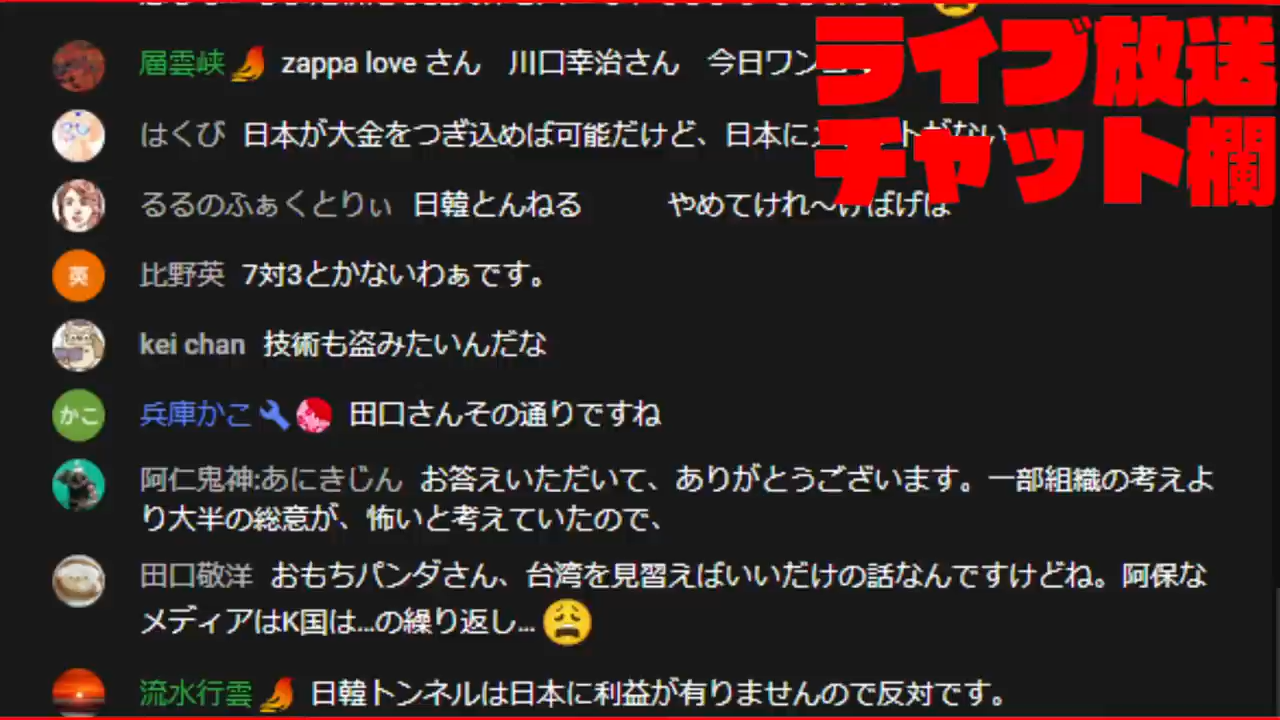 ライブ放送
チャット欄
層雲峡 zappa love さん 川口幸治さん 今日ワン
はくび 日本が大金をつぎ込めば可能だけど、日本に
るるのふぁくとりぃ 日韓とんねる やめてけれ～げばげば
英 比野英 7対3とかないわぁです。
kei chan 技術も盗みたいんだな
かこ 兵庫かこ 田口さんその通りですね
阿仁鬼神:あにきじん お答えいただいて、ありがとうございます。一部組織の考えよ
り大半の総意が、怖いと考えていたので、
田口敬洋 おもちパンダさん、台湾を見習えばいいだけの話なんですけどね。阿保な
メディアはK国は...の繰り返し...
流水行雲 日韓トンネルは日本に利益が有りませんので反対です。